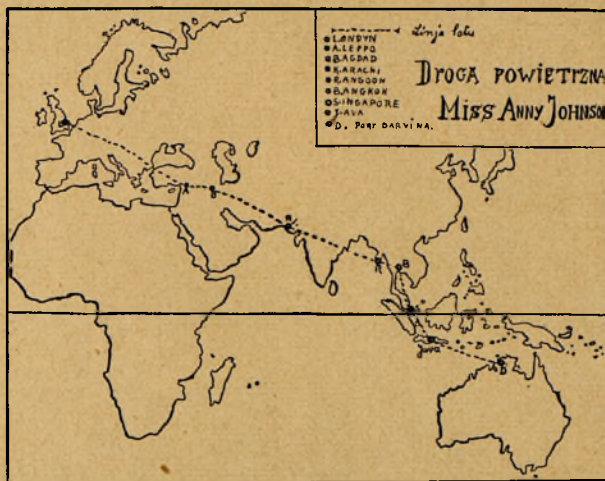 Linja lotu
LONDYN
ALEPPO
BAGDAD
KARACHI
RANGOON
BANGKOK
SINGAPORE
JAVA
D. PORT DARVINA.
DROGA POWIETRZNA
MISS ANNY JOHNSON
A
B
K
R
B
S
Java
D